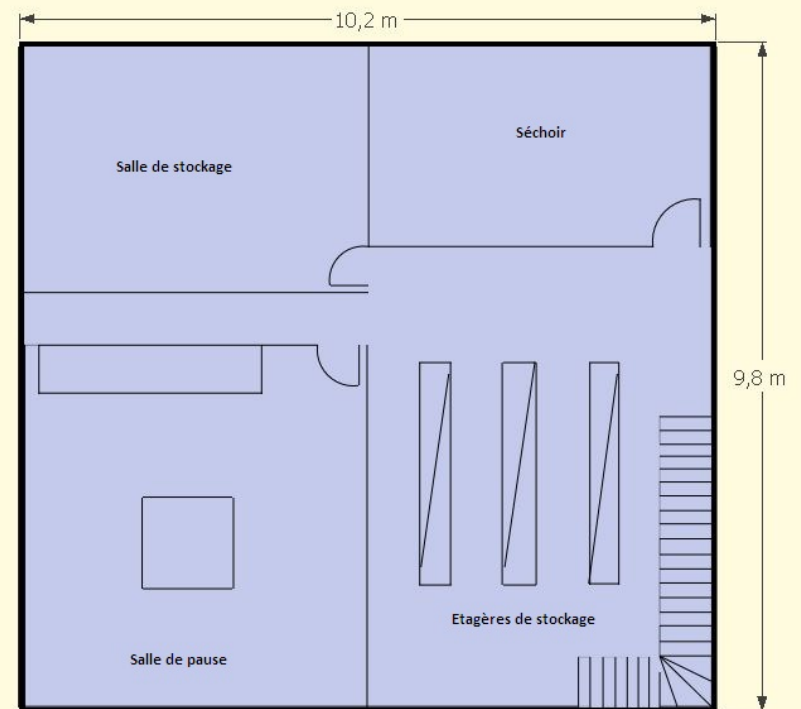 10,2 m
Séchoir
Salle de stockage
9,8 m
Etagères de stockage
Salle de pause